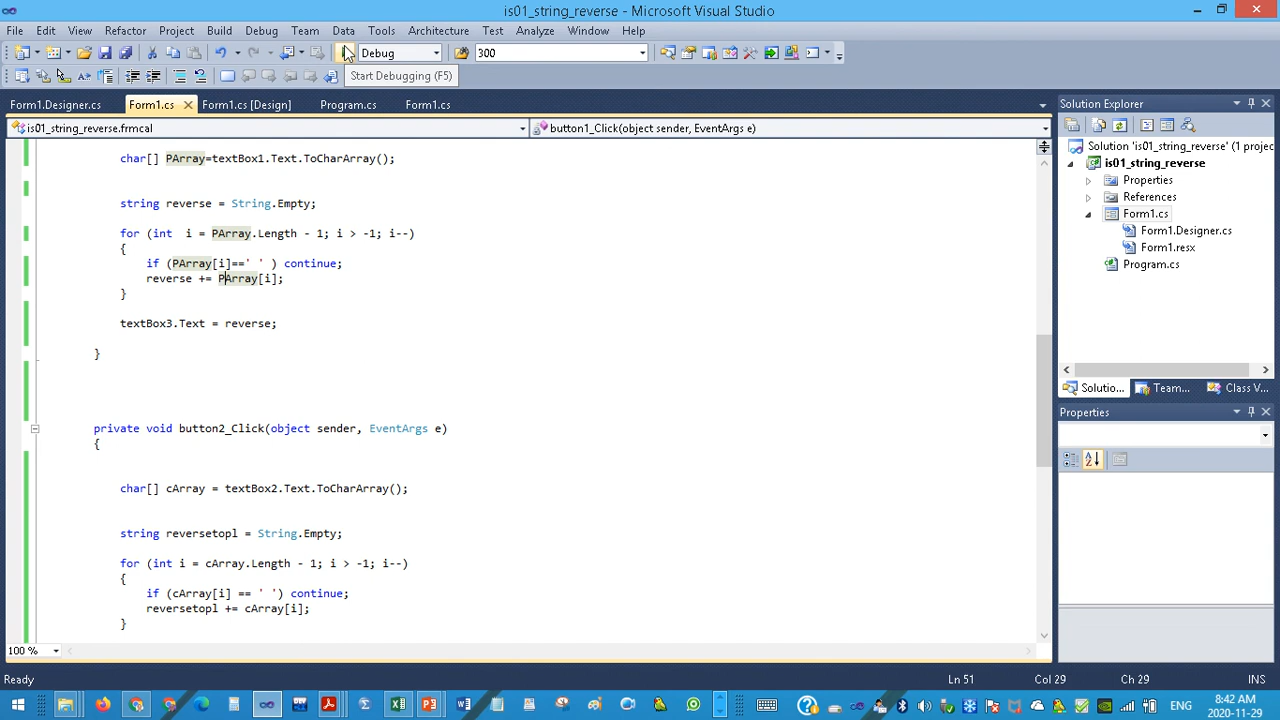 is01_string_reverse - Microsoft Visual Studio
File Edit View Refactor Project Build Debug Team Data Tools Architecture Test Analyze Window Help
Debug 300
Start Debugging (F5)
Form1.Designer.cs Form1.cs Form1.cs [Design] Program.cs Form1.cs
is01_string_reverse.frmcal button1_Click(object sender, EventArgs e)
char[] PArray=textBox1.Text.ToCharArray();
string reverse = String.Empty;
for (int i = PArray.Length - 1; i > -1; i--)
{
if (PArray[i]==' ' ) continue;
reverse += PArray[i];
}
textBox3.Text = reverse;
}
private void button2_Click(object sender, EventArgs e)
{
char[] cArray = textBox2.Text.ToCharArray();
string reversetopl = String.Empty;
for (int i = cArray.Length - 1; i > -1; i--)
{
if (cArray[i] == ' ') continue;
reversetopl += cArray[i];
}
100 %
Solution Explorer
Solution 'is01_string_reverse' (1 projec
is01_string_reverse
Properties
References
Form1.cs
Form1.Designer.cs
Form1.resx
Program.cs
Solutio... Team... Class V...
Properties
Ready Ln 51 Col 29 Ch 29 INS
ENG 8:42 AM
2020-11-29